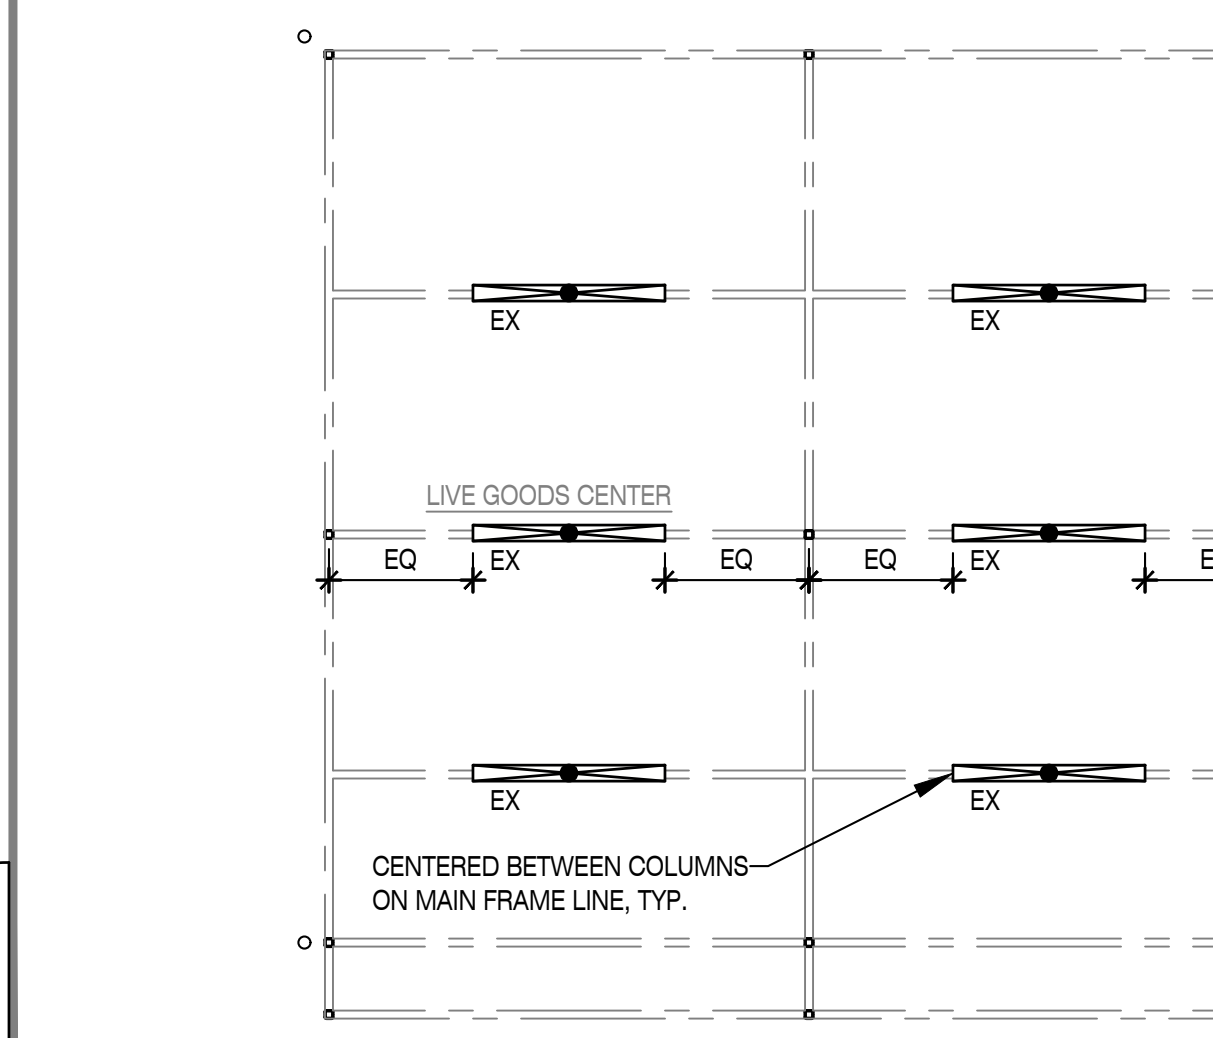 EX
EX
LIVE GOODS CENTER
EQ
EX
EQ
EQ
EX
EX
EX
CENTERED BETWEEN COLUMNS
ON MAIN FRAME LINE, TYP.